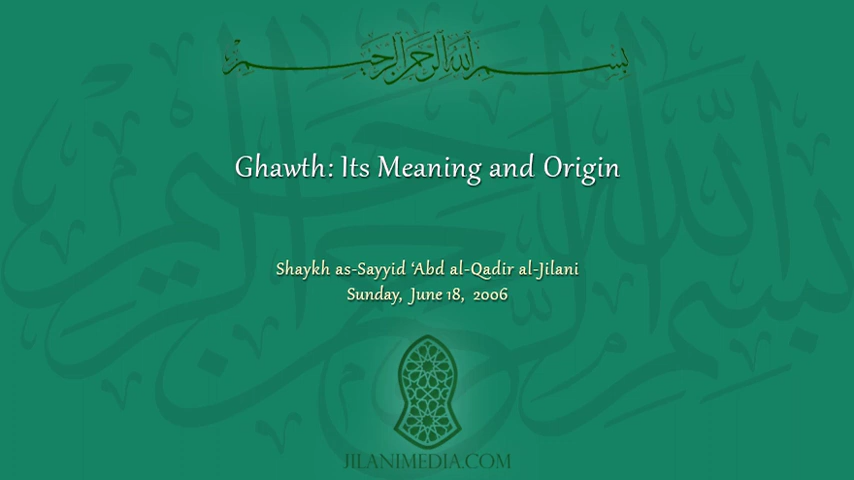 بسم الله الرحمن الرحيم
Ghawth: Its Meaning and Origin
Shaykh as-Sayyid ‘Abd al-Qadir al-Jilani
Sunday, June 18, 2006
JILANIMEDIA.COM